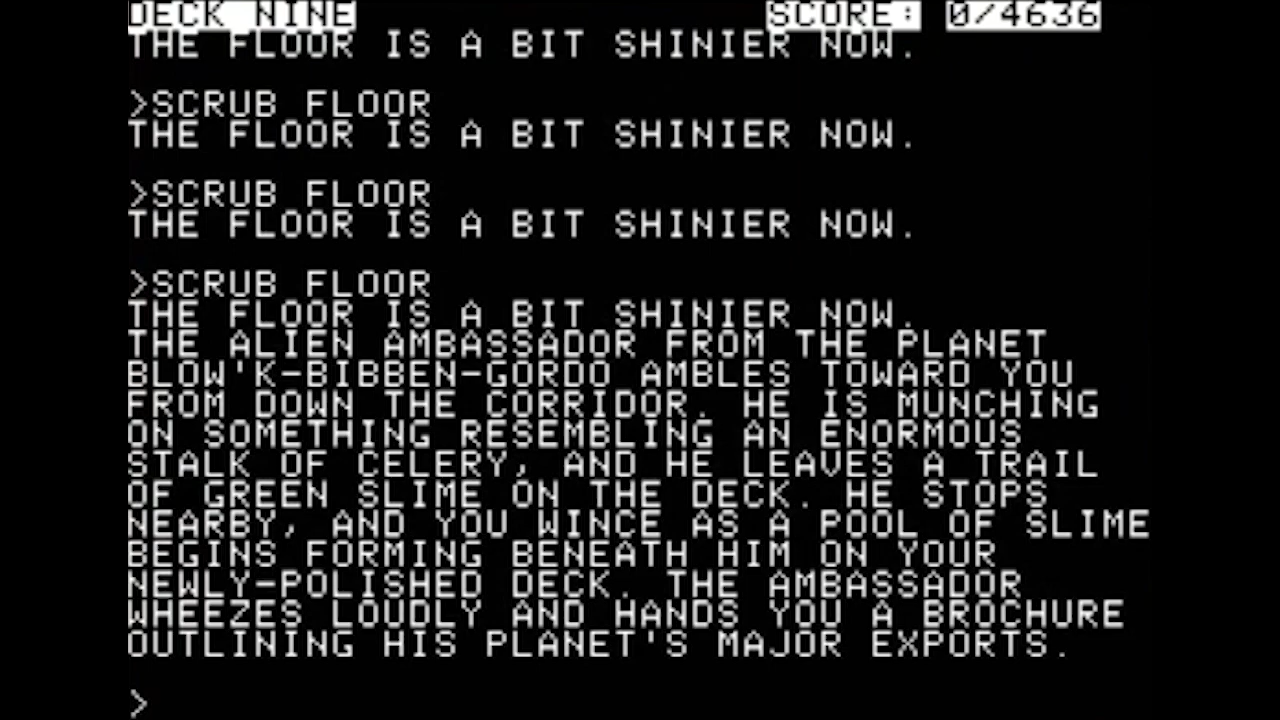 DECK NINE SCORE: 0/4636
THE FLOOR IS A BIT SHINIER NOW.
>SCRUB FLOOR
THE FLOOR IS A BIT SHINIER NOW.
>SCRUB FLOOR
THE FLOOR IS A BIT SHINIER NOW.
>SCRUB FLOOR
THE FLOOR IS A BIT SHINIER NOW.
THE ALIEN AMBASSADOR FROM THE PLANET
BLOW'K-BIBBEN-GORDO AMBLES TOWARD YOU
FROM DOWN THE CORRIDOR. HE IS MUNCHING
ON SOMETHING RESEMBLING AN ENORMOUS
STALK OF CELERY, AND HE LEAVES A TRAIL
OF GREEN SLIME ON THE DECK. HE STOPS
NEARBY, AND YOU WINCE AS A POOL OF SLIME
BEGINS FORMING BENEATH HIM ON YOUR
NEWLY-POLISHED DECK. THE AMBASSADOR
WHEEZES LOUDLY AND HANDS YOU A BROCHURE
OUTLINING HIS PLANET'S MAJOR EXPORTS.
>